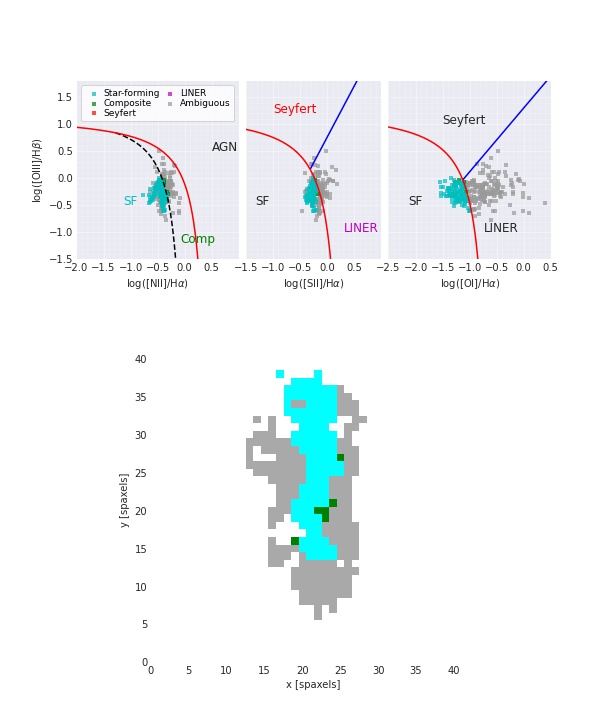 Star-forming
LINER
Composite
Ambiguous
Seyfert
AGN
SF
Comp
1.5
1.0
0.5
0.0
−0.5
−1.0
−1.5
log([OIII]/Hβ)
−2.0 −1.5 −1.0 −0.5 0.0 0.5
log([NII]/Hα)
Seyfert
SF
LINER
−1.5 −1.0 −0.5 0.0 0.5
log([SII]/Hα)
Seyfert
SF
LINER
−2.5 −2.0 −1.5 −1.0 −0.5 0.0 0.5
log([OI]/Hα)
40
35
30
25
20
15
10
5
0
y [spaxels]
0 5 10 15 20 25 30 35 40
x [spaxels]